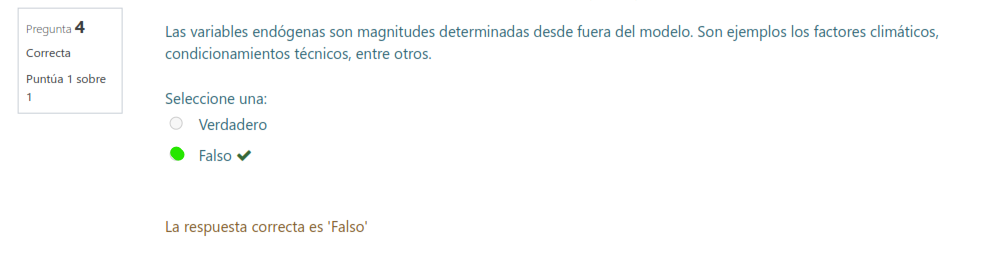 Pregunta 4
Correcta
Puntúa 1 sobre
1
Las variables endógenas son magnitudes determinadas desde fuera del modelo. Son ejemplos los factores climáticos,
condicionamientos técnicos, entre otros.
Seleccione una:
Verdadero
Falso
La respuesta correcta es 'Falso'